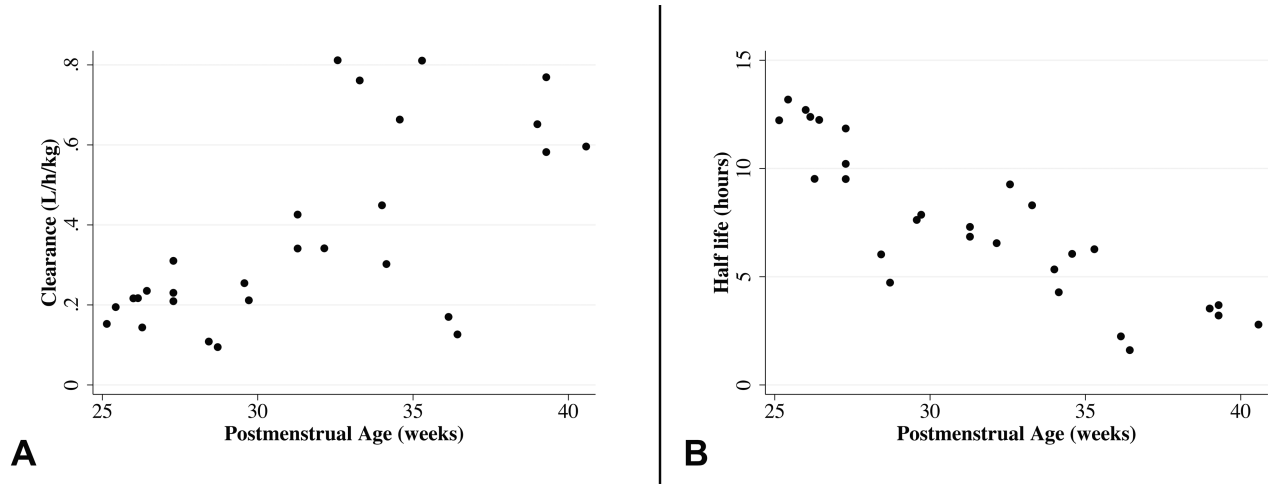 .8
.6
.4
.2
0
Clearance (L/h/kg)
25 30 35 40
Postmenstrual Age (weeks)
A
15
10
5
0
Half life (hours)
25 30 35 40
Postmenstrual Age (weeks)
B